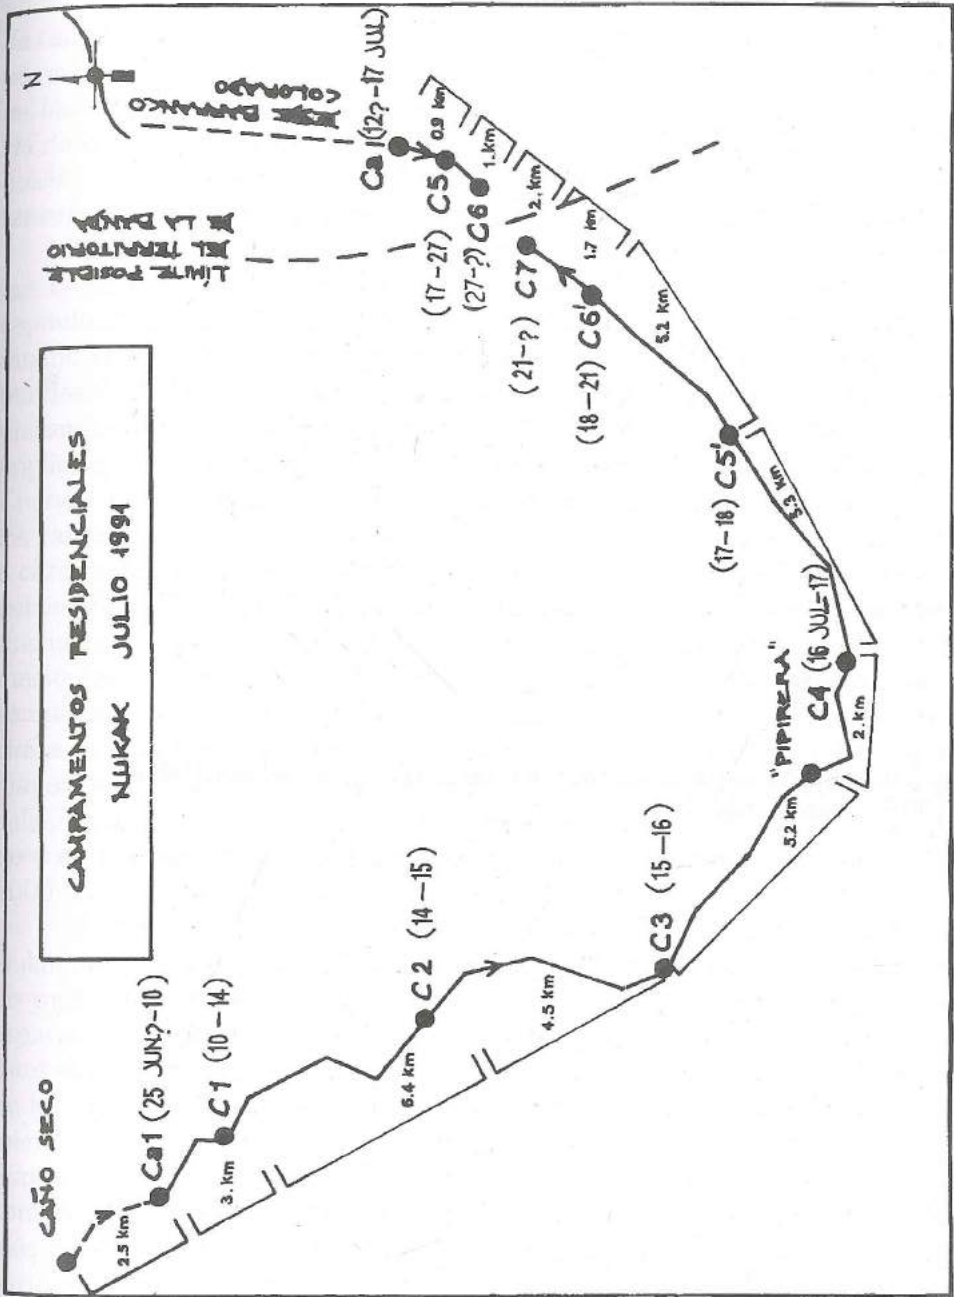 CAMPAMENTOS RESIDENCIALES
NUKAK JULIO 1991
N
CAÑO SECO
2.5 km
Ca1 (25 JUN?-10)
3. km
C1 (10-14)
6.4 km
C2 (14-15)
4.5 km
C3 (15-16)
5.2 km
"PIPIRERA"
2. km
C4 (16 JUL=17)
5.3 km
(17-18) C5'
5.2 km
(18-21) C6'
1.7 km
(21-?) C7
2. km
(27-?) C6
1. km
(17-27) C5
0.9 km
Ca 1 (12?-17 JUL)
LÍMITE POSIBLE
DEL TERRITORIO
DE LA BANDA
BARRANCO
COLORADO